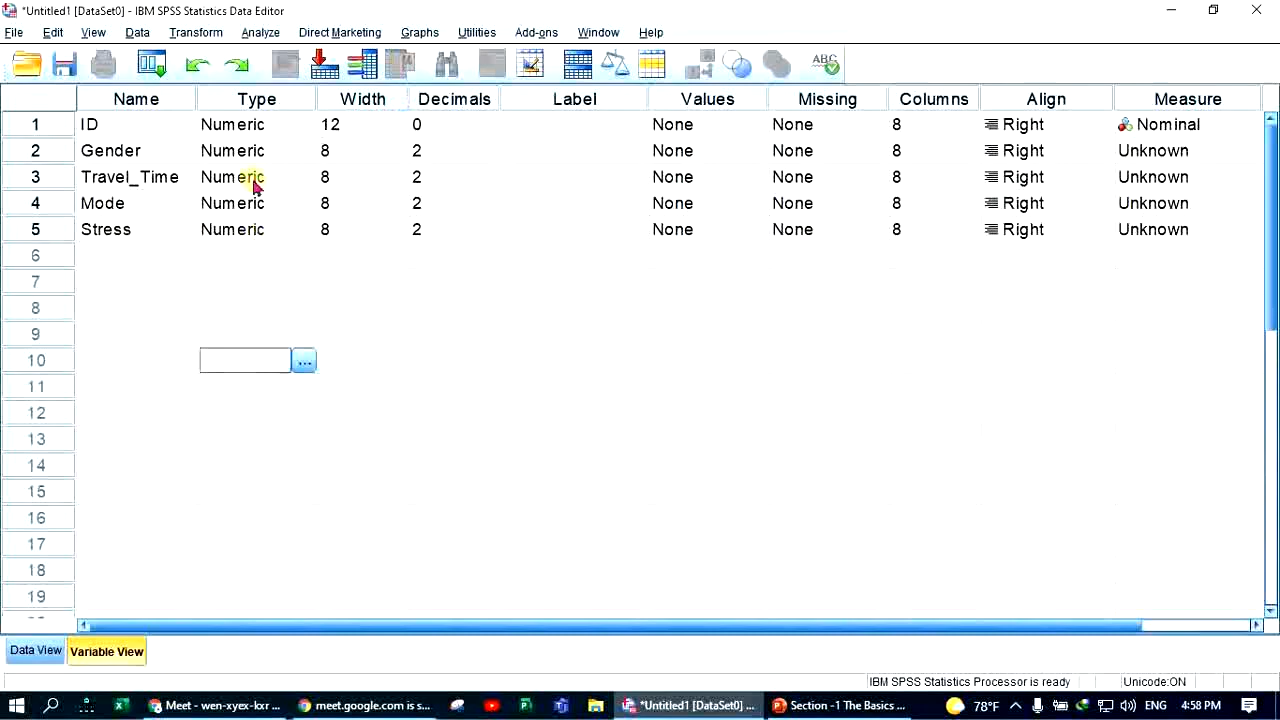 *Untitled1 [DataSet0] - IBM SPSS Statistics Data Editor
File Edit View Data Transform Analyze Direct Marketing Graphs Utilities Add-ons Window Help
ABC
Name Type Width Decimals Label Values Missing Columns Align Measure
1 ID Numeric 12 0 None None 8 Right Nominal
2 Gender Numeric 8 2 None None 8 Right Unknown
3 Travel_Time Numeric 8 2 None None 8 Right Unknown
4 Mode Numeric 8 2 None None 8 Right Unknown
5 Stress Numeric 8 2 None None 8 Right Unknown
6
7
8
9
10 ...
11
12
13
14
15
16
17
18
19
Data View Variable View
IBM SPSS Statistics Processor is ready Unicode:ON
Meet - wen-xyex-kxr ... meet.google.com is s... *Untitled1 [DataSet0] ... Section -1 The Basics ... 78°F ENG 4:58 PM